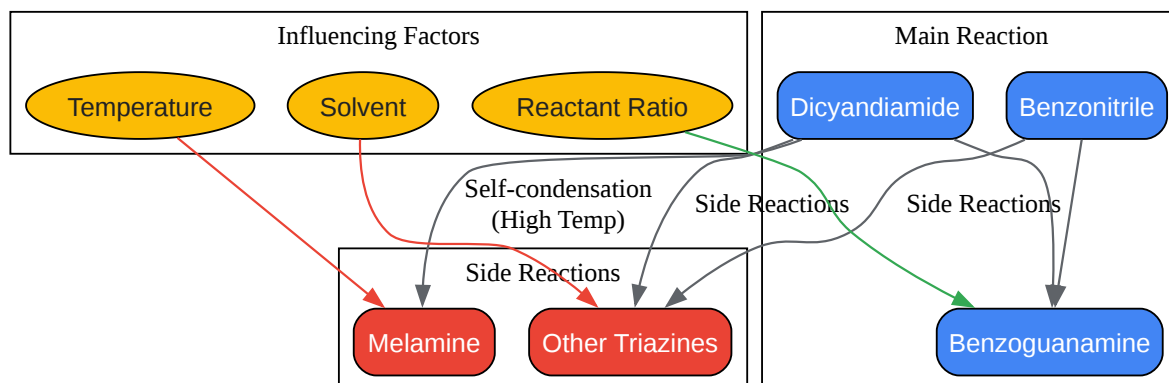 Influencing Factors
Main Reaction
Temperature
Solvent
Reactant Ratio
Dicyandiamide
Benzonitrile
Self-condensation
(High Temp)
Side Reactions
Side Reactions
Side Reactions
Melamine
Other Triazines
Benzoguanamine